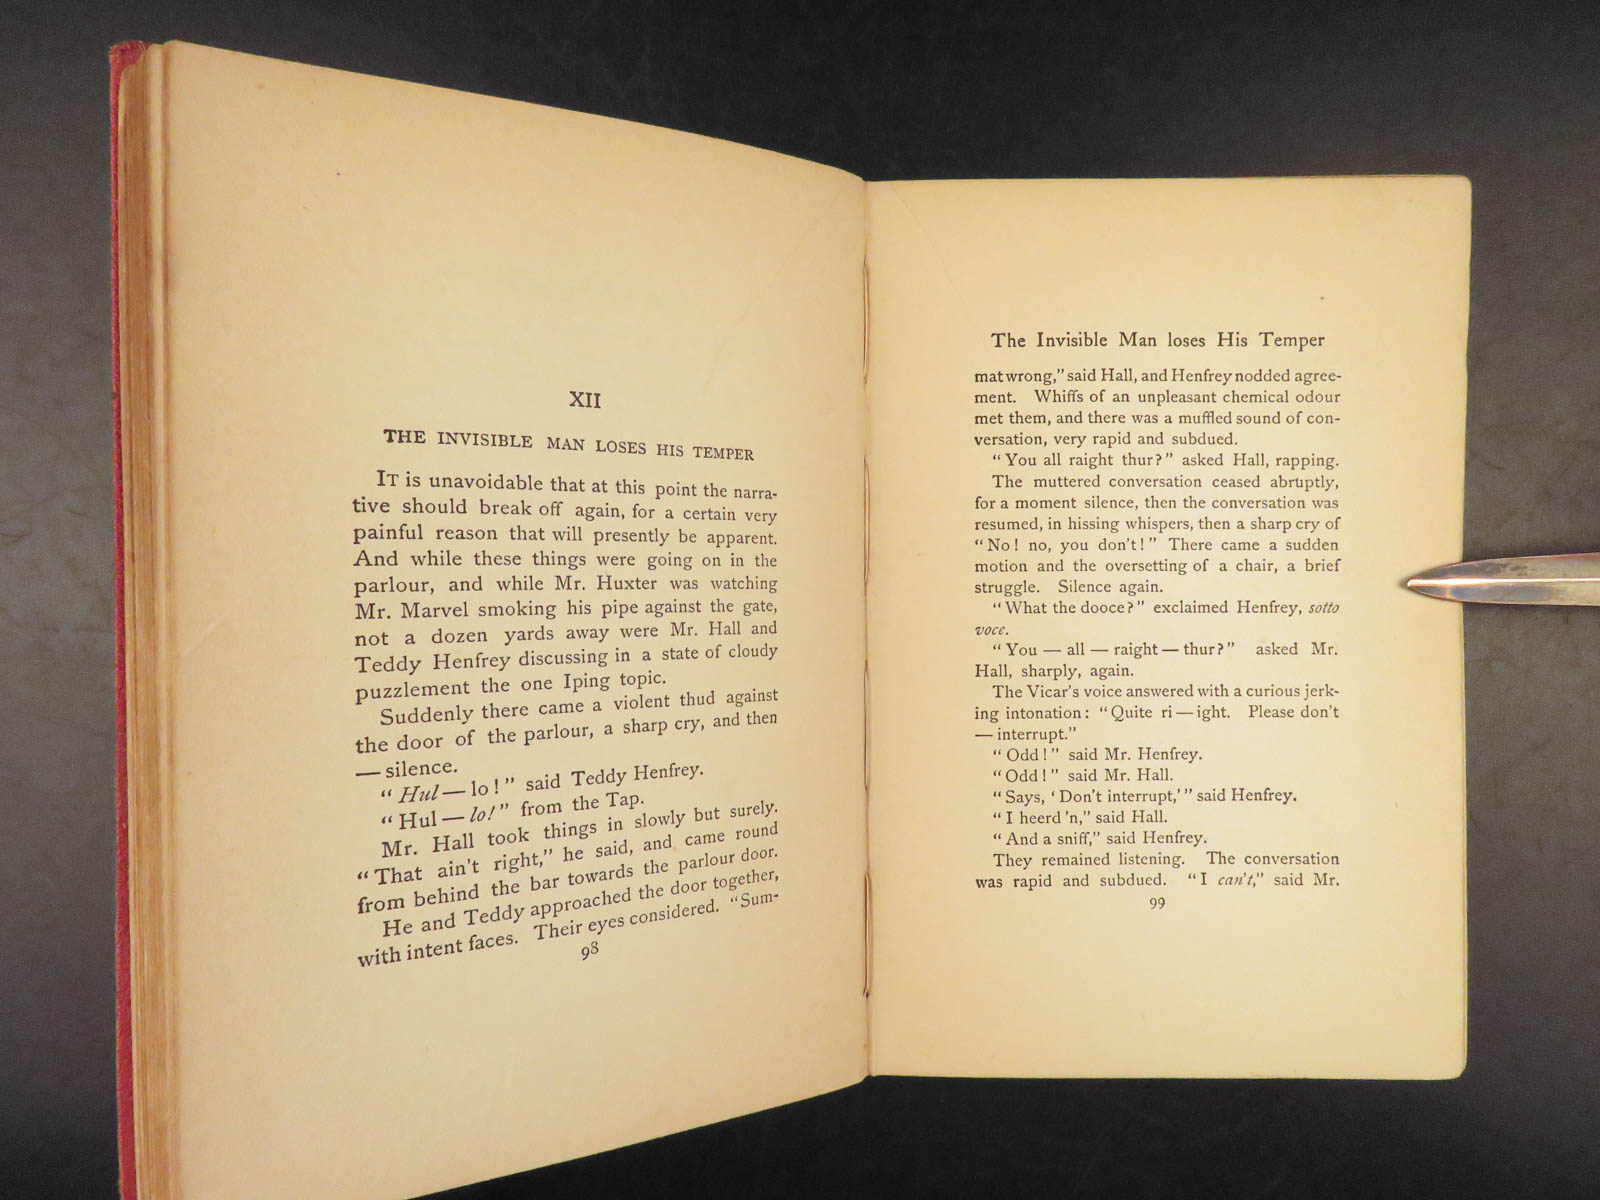 XII
THE INVISIBLE MAN LOSES HIS TEMPER
IT is unavoidable that at this point the narra-
tive should break off again, for a certain very
painful reason that will presently be apparent.
And while these things were going on in the
parlour, and while Mr. Huxter was watching
Mr. Marvel smoking his pipe against the gate,
not a dozen yards away were Mr. Hall and
Teddy Henfrey discussing in a state of cloudy
puzzlement the one Iping topic.
Suddenly there came a violent thud against
the door of the parlour, a sharp cry, and then
— silence.
"Hul — lo!" said Teddy Henfrey.
"Hul — lo!" from the Tap.
Mr. Hall took things in slowly but surely.
"That ain't right," he said, and came round
from behind the bar towards the parlour door.
He and Teddy approached the door together,
with intent faces. Their eyes considered. "Sum-
98
The Invisible Man loses His Temper
mat wrong," said Hall, and Henfrey nodded agree-
ment. Whiffs of an unpleasant chemical odour
met them, and there was a muffled sound of con-
versation, very rapid and subdued.
"You all raight thur?" asked Hall, rapping.
The muttered conversation ceased abruptly,
for a moment silence, then the conversation was
resumed, in hissing whispers, then a sharp cry of
"No! no, you don't!" There came a sudden
motion and the oversetting of a chair, a brief
struggle. Silence again.
"What the dooce?" exclaimed Henfrey, sotto
voce.
"You — all — raight — thur?" asked Mr.
Hall, sharply, again.
The Vicar's voice answered with a curious jerk-
ing intonation: "Quite ri — ight. Please don't
— interrupt."
"Odd!" said Mr. Henfrey.
"Odd!" said Mr. Hall.
"Says, 'Don't interrupt,'" said Henfrey.
"I heerd 'n," said Hall.
"And a sniff," said Henfrey.
They remained listening. The conversation
was rapid and subdued. "I can't," said Mr.
99